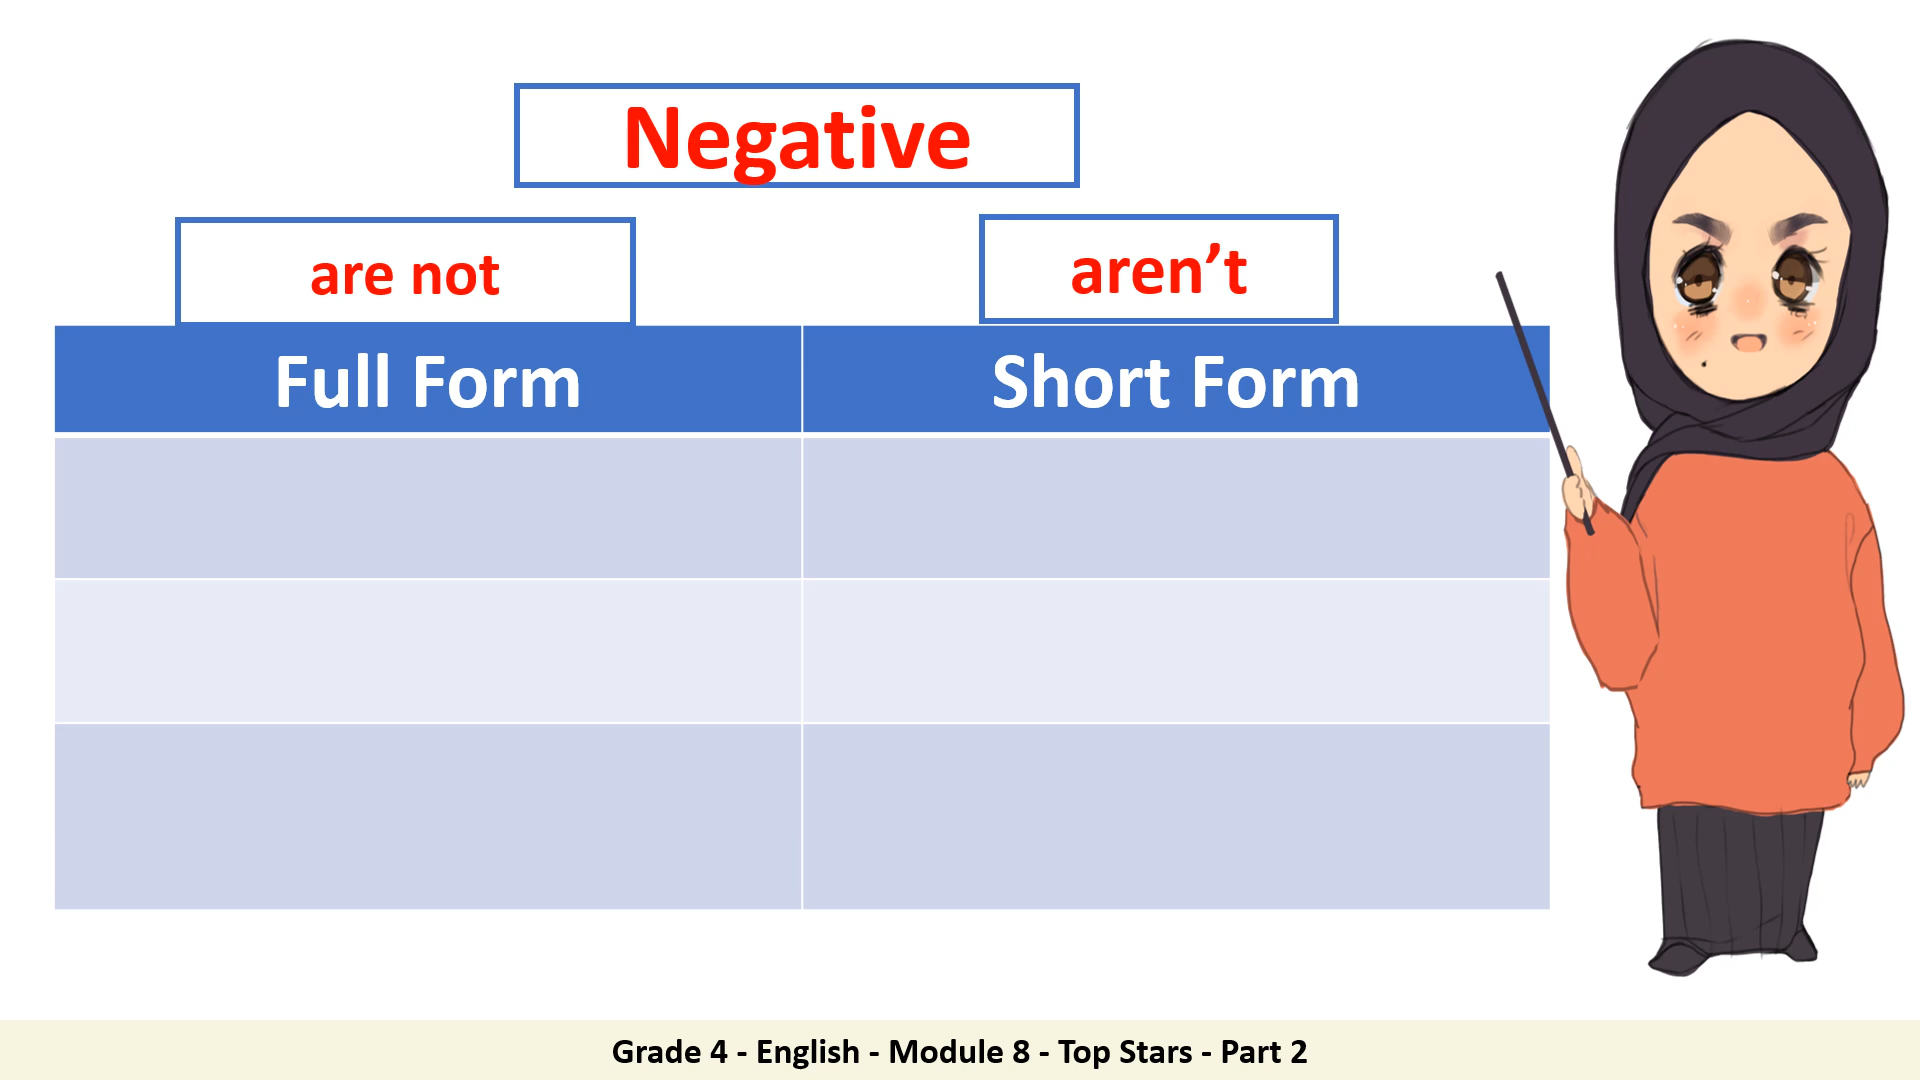 Negative
are not
aren’t
Full Form
Short Form
Grade 4 - English - Module 8 - Top Stars - Part 2